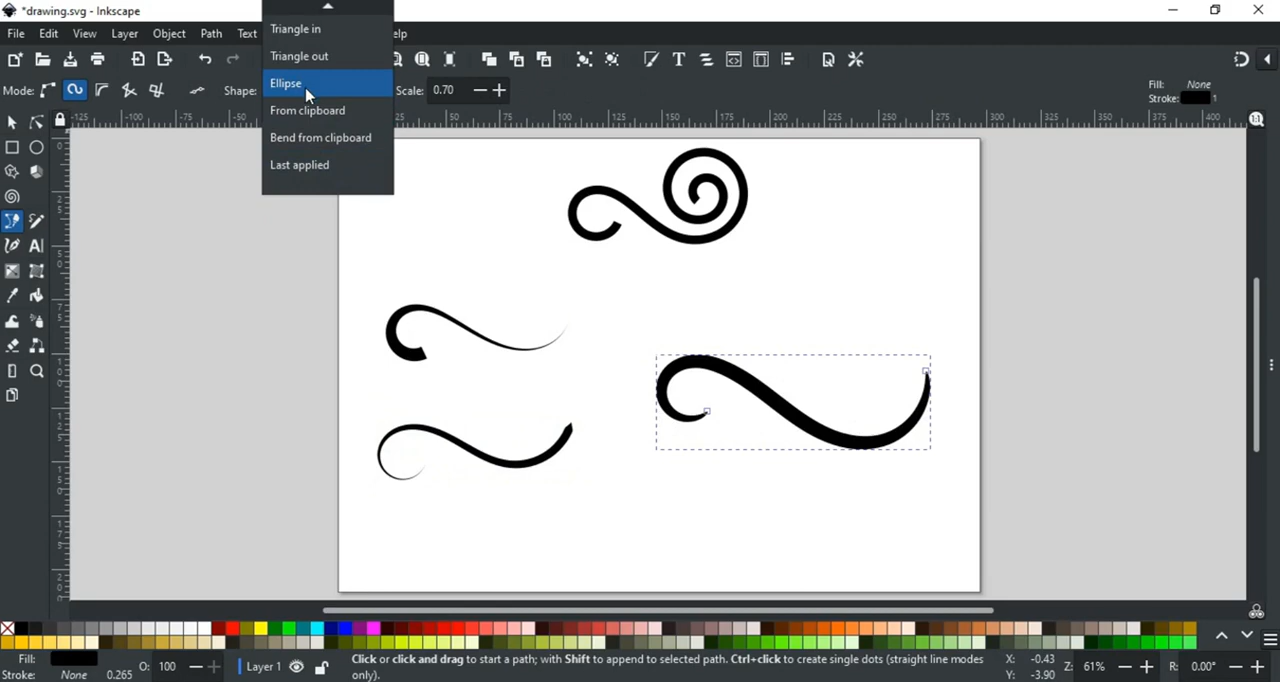 *drawing.svg - Inkscape
File Edit View Layer Object Path Text elp
Triangle in
Triangle out
Ellipse
From clipboard
Bend from clipboard
Last applied
Mode: Shape: Scale: 0.70
Fill: None
Stroke: 1
-125 -100 -75 -50 25 50 75 100 125 150 175 200 225 250 275 300 325 350 375 400
Fill: O: 100 Layer 1 Click or click and drag to start a path; with Shift to append to selected path. Ctrl+click to create single dots (straight line modes X: -0.43 Z: 61% R: 0.00°
Stroke: None 0.265 only). Y: -3.90